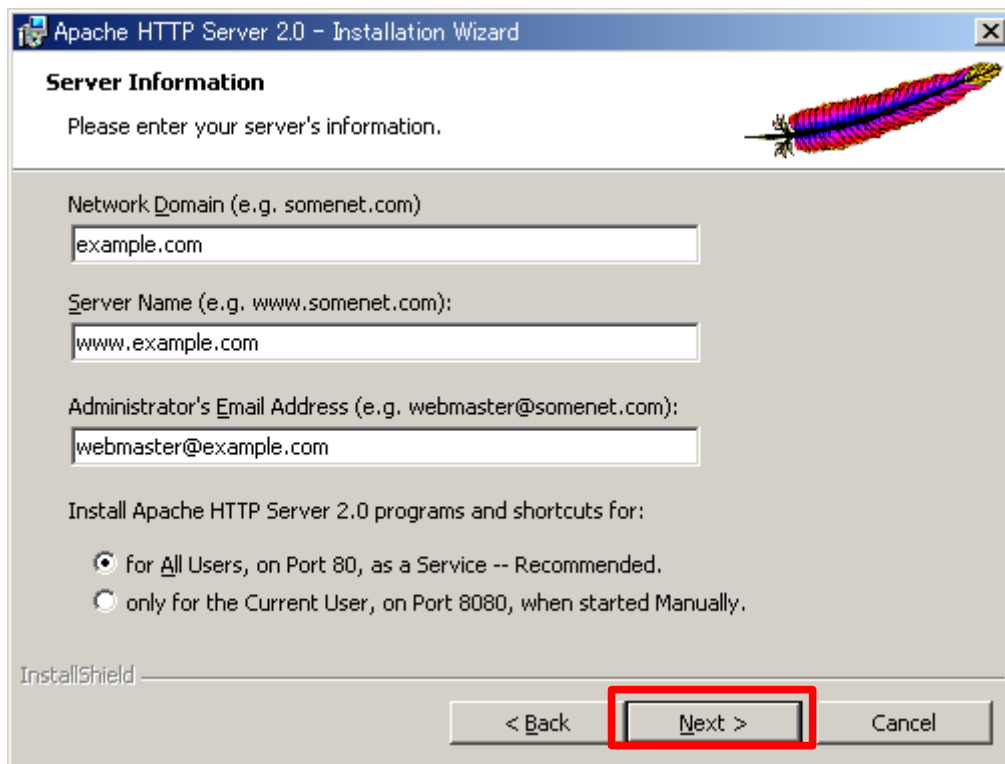 Apache HTTP Server 2.0 - Installation Wizard
Server Information
Please enter your server's information.
Network Domain (e.g. somenet.com)
example.com
Server Name (e.g. www.somenet.com):
www.example.com
Administrator's Email Address (e.g. webmaster@somenet.com):
webmaster@example.com
Install Apache HTTP Server 2.0 programs and shortcuts for:
for All Users, on Port 80, as a Service -- Recommended.
only for the Current User, on Port 8080, when started Manually.
InstallShield
< Back Next > Cancel